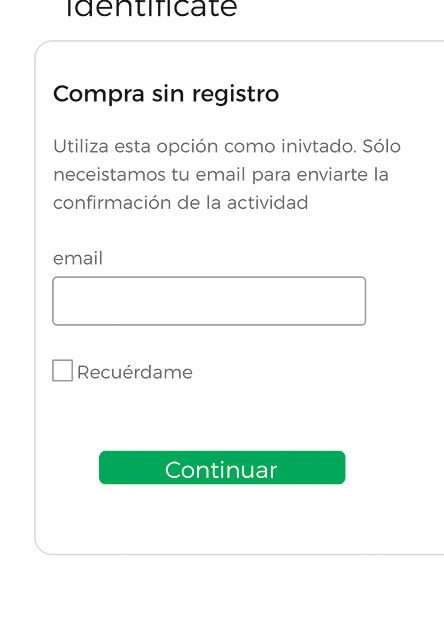 Identifícate
Compra sin registro
Utiliza esta opción como inivtado. Sólo
neceistamos tu email para enviarte la
confirmación de la actividad
email
Recuérdame
Continuar